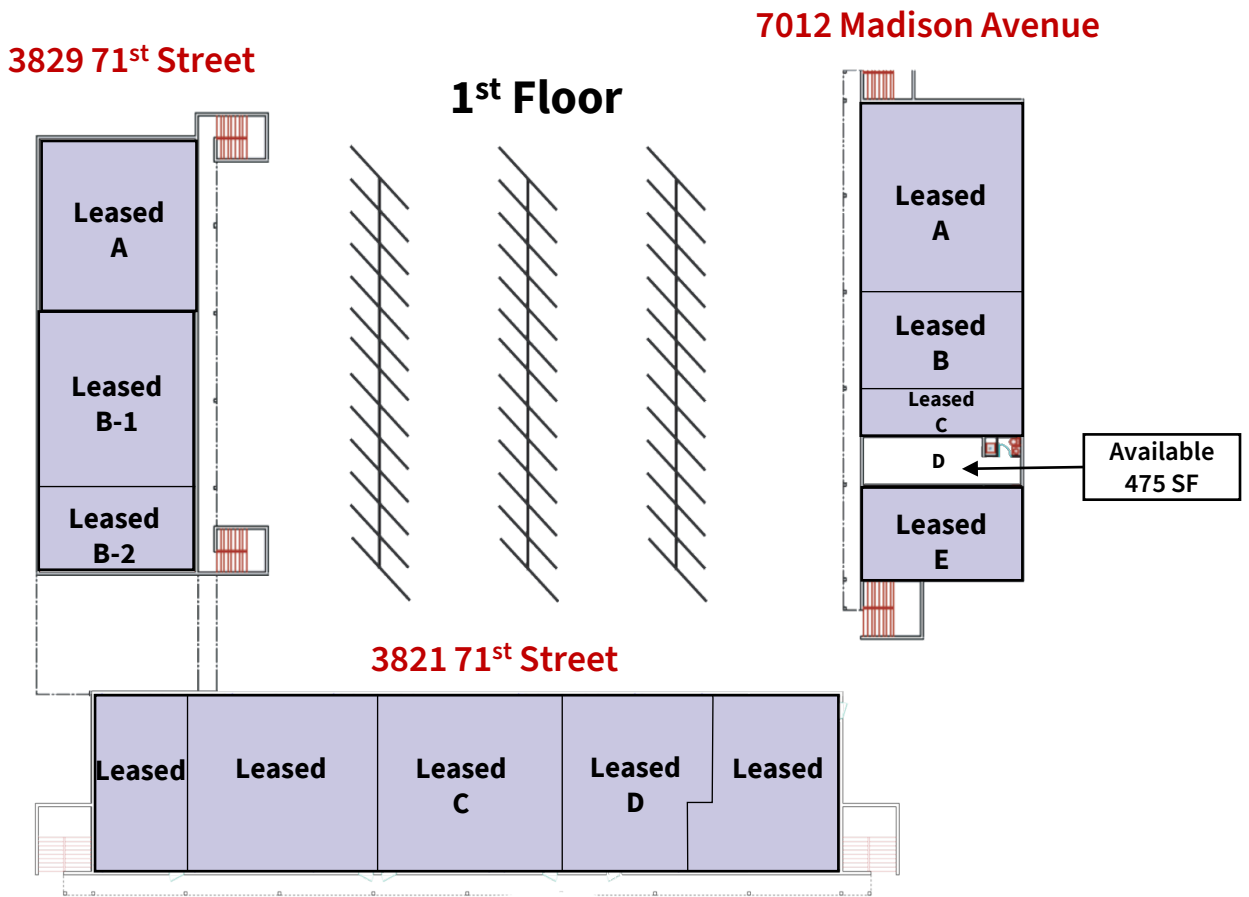 7012 Madison Avenue
3829 71st Street
1st Floor
Leased
A
Leased
B-1
Leased
B-2
Leased
A
Leased
B
Leased
C
D
Available
475 SF
Leased
E
3821 71st Street
Leased
Leased
Leased
C
Leased
D
Leased